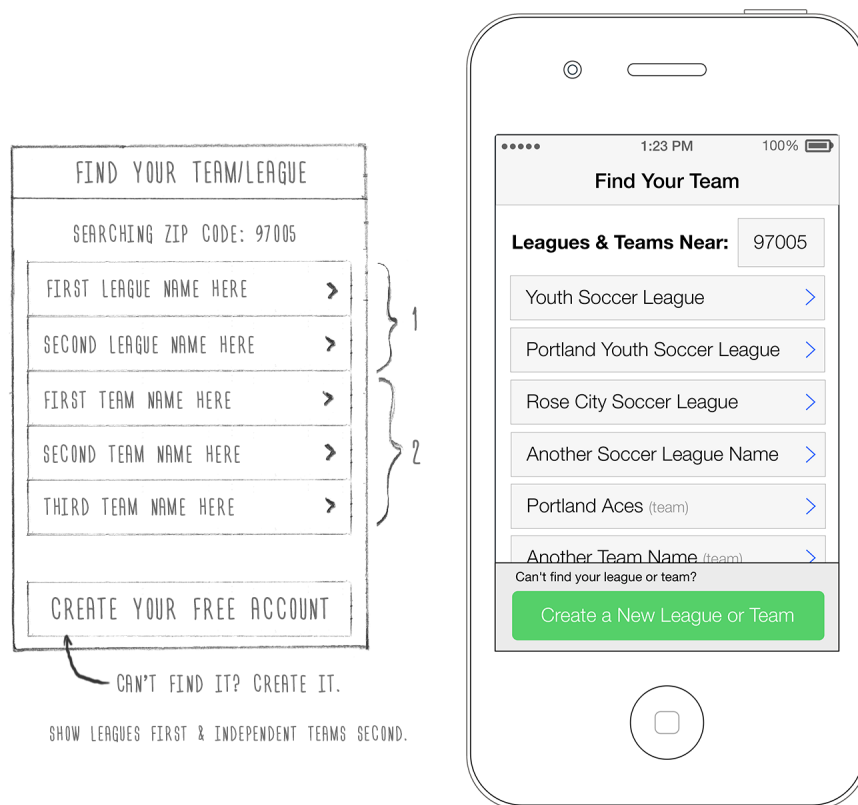 FIND YOUR TEAM/LEAGUE
SEARCHING ZIP CODE: 97005
FIRST LEAGUE NAME HERE
SECOND LEAGUE NAME HERE
1
FIRST TEAM NAME HERE
SECOND TEAM NAME HERE
2
THIRD TEAM NAME HERE
CREATE YOUR FREE ACCOUNT
CAN'T FIND IT? CREATE IT.
SHOW LEAGUES FIRST & INDEPENDENT TEAMS SECOND.
1:23 PM 100%
Find Your Team
Leagues & Teams Near: 97005
Youth Soccer League
Portland Youth Soccer League
Rose City Soccer League
Another Soccer League Name
Portland Aces (team)
Another Team Name (team)
Can't find your league or team?
Create a New League or Team